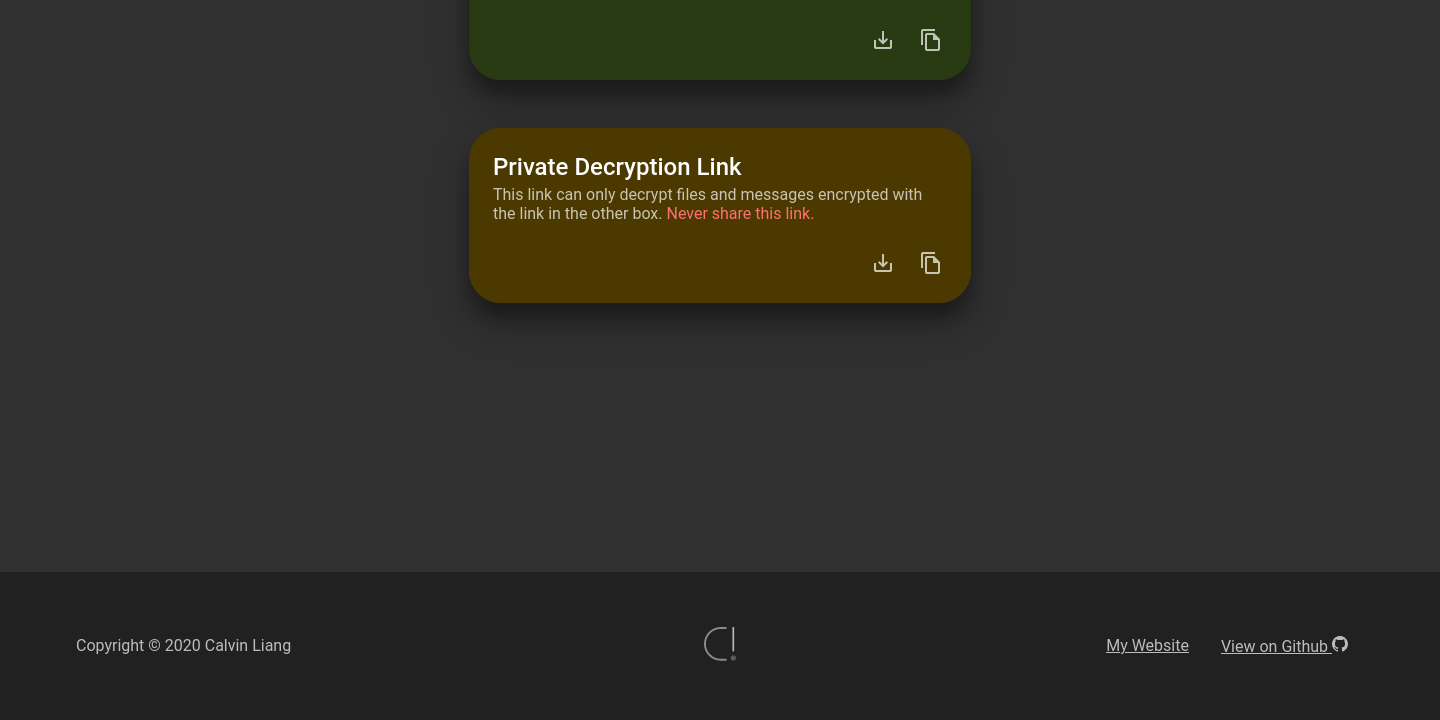 Private Decryption Link
This link can only decrypt files and messages encrypted with
the link in the other box. Never share this link.
Copyright © 2020 Calvin Liang
My Website
View on Github